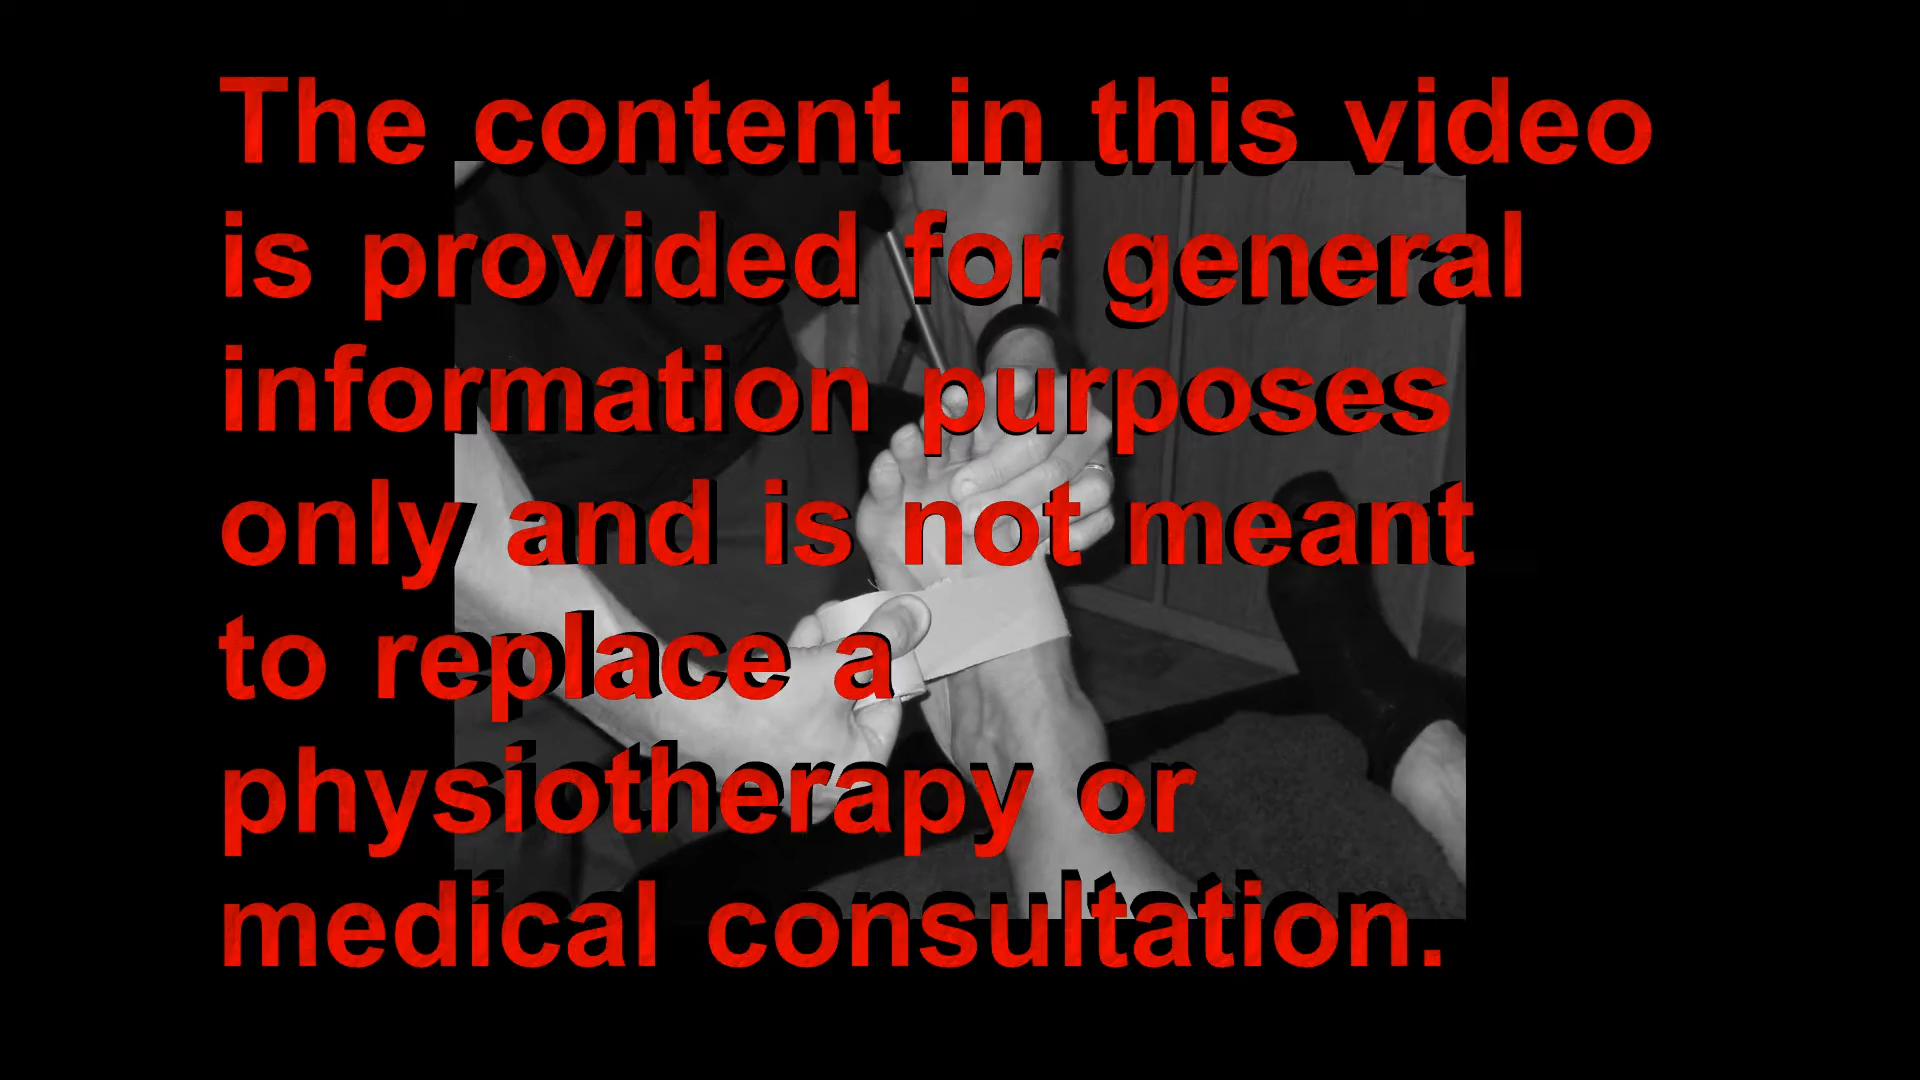 The content in this video
is provided for general
information purposes
only and is not meant
to replace a
physiotherapy or
medical consultation.